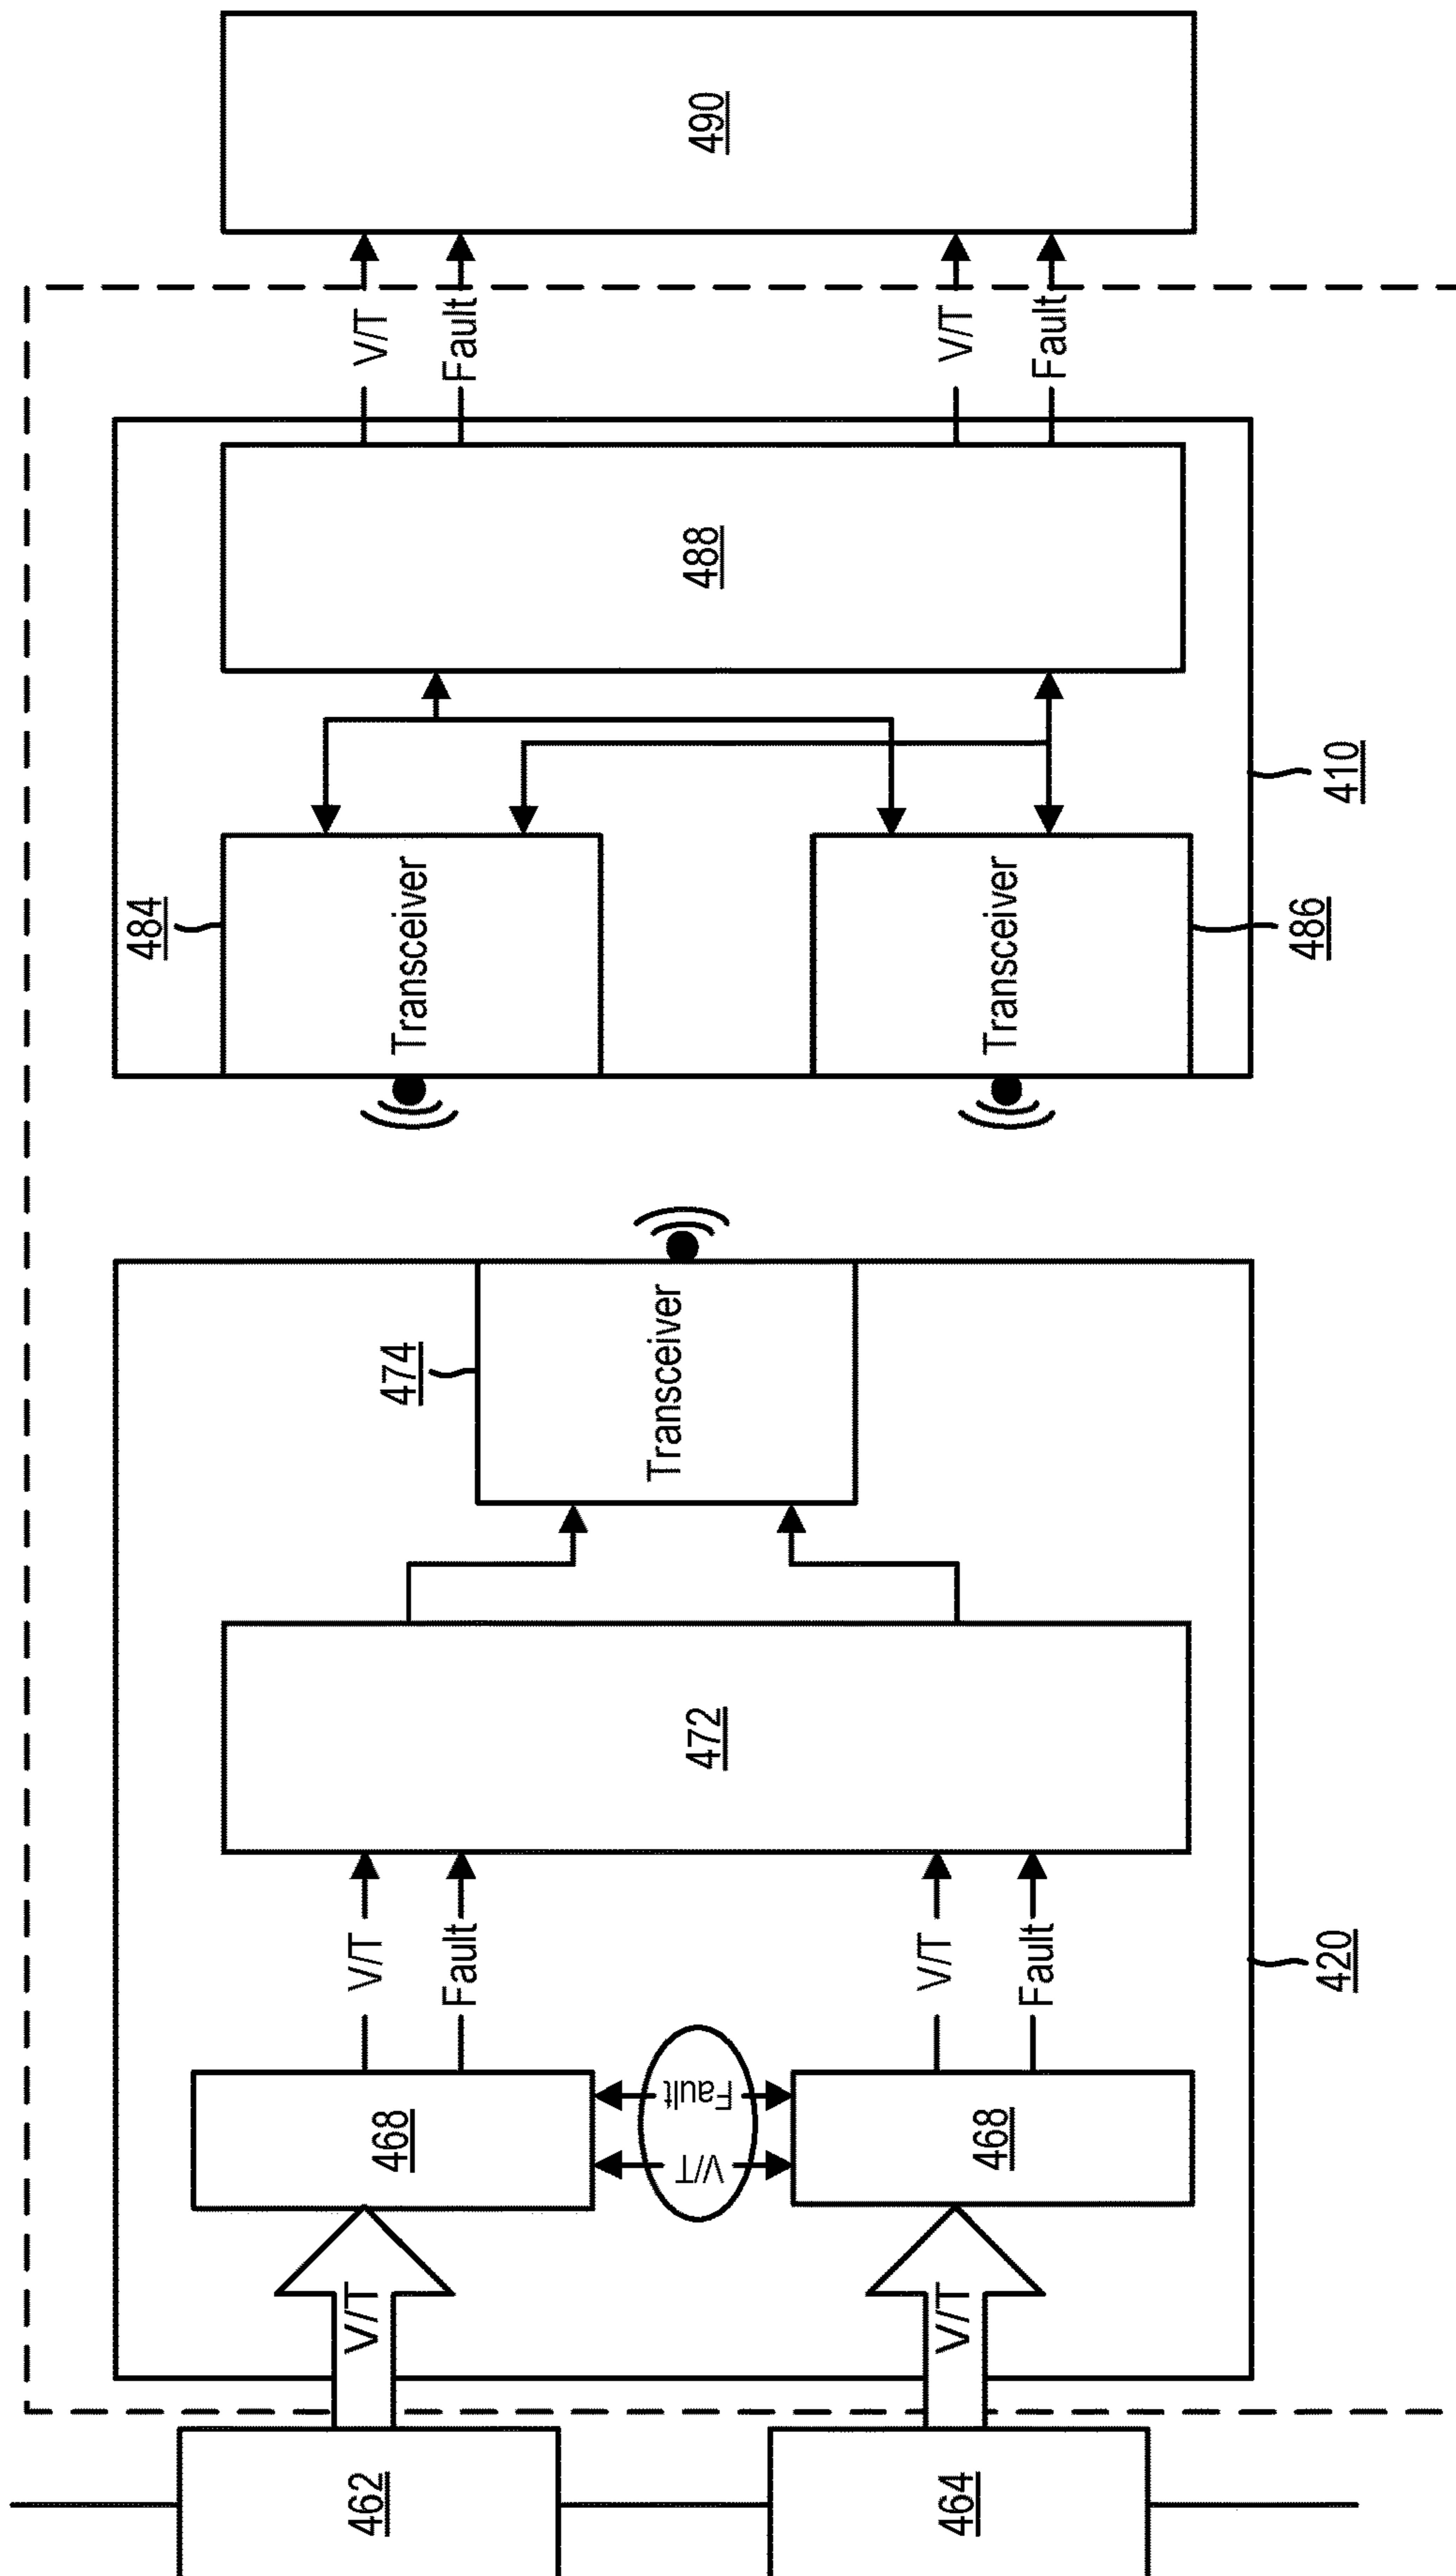 462
V/T
468
V/T
Fault
V/T
Fault
464
V/T
468
V/T
Fault
472
474
Transceiver
420
484
Transceiver
Transceiver
486
488
410
V/T
Fault
V/T
Fault
490